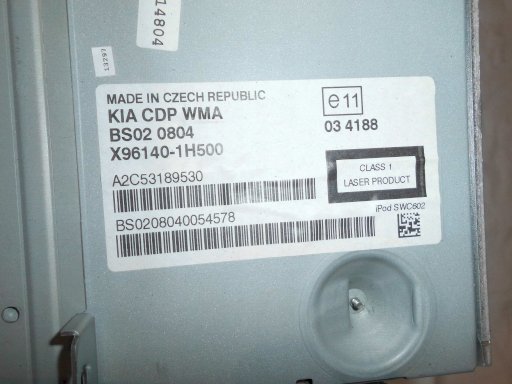 14804
13297
MADE IN CZECH REPUBLIC
KIA CDP WMA
BS02 0804
X96140-1H500
e11
03 4188
A2C53189530
CLASS 1
LASER PRODUCT
BS0208040054578
iPod SWC602